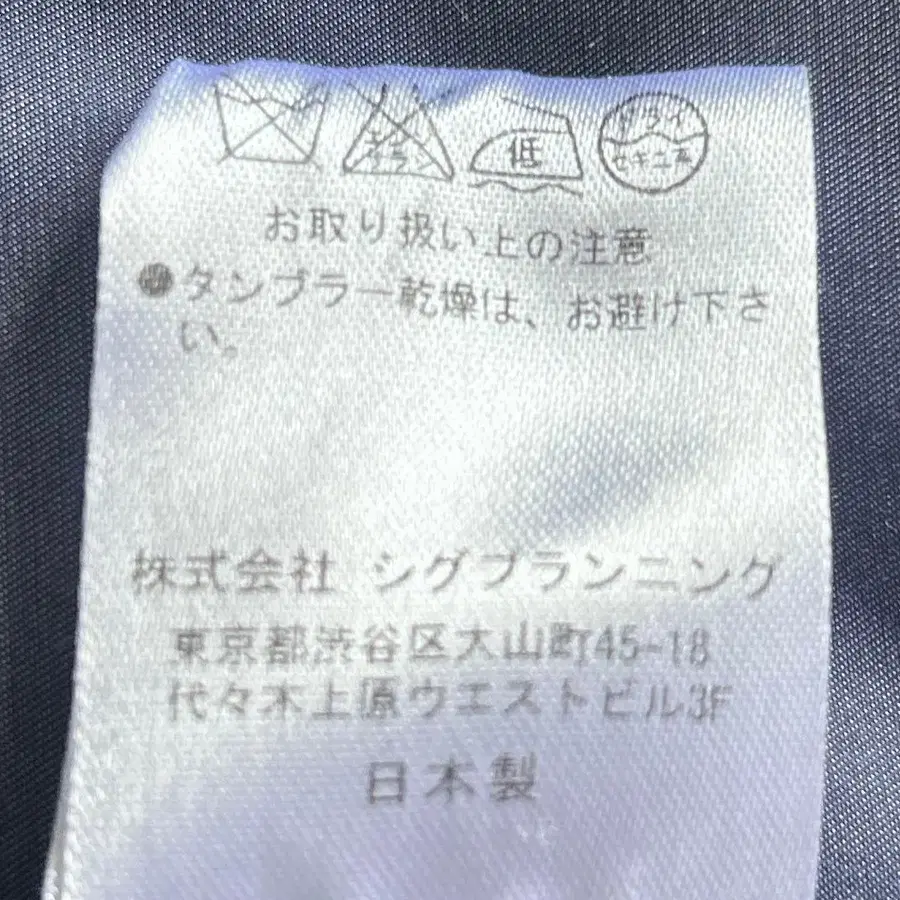 エンソ サラシ 低 ドライ セキユ系
お取り扱い上の注意
●タンブラー乾燥は、お避け下さ
い。
株式会社 シグプランニング
東京都渋谷区大山町45-18
代々木上原ウエストビル3F
日本製